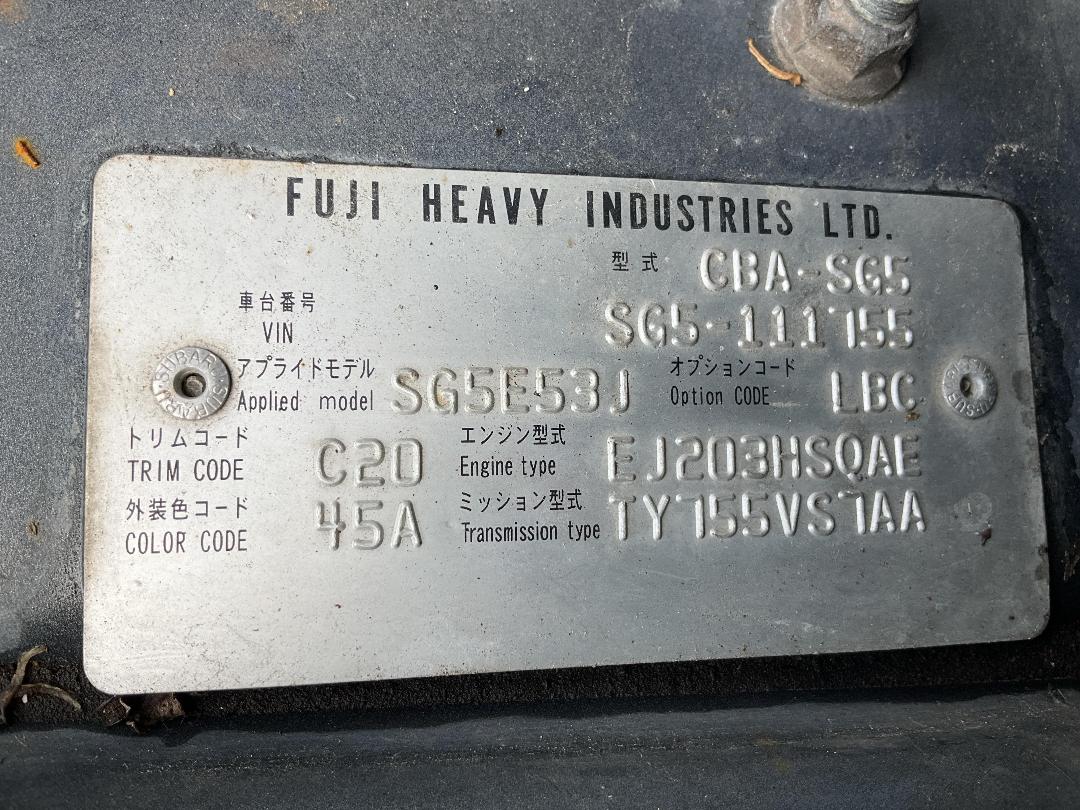 FUJI HEAVY INDUSTRIES LTD.
型式 CBA-SG5
車台番号
VIN SG5-111755
アプライドモデル オプションコード
Applied model SG5E53J Option CODE LBC
トリムコード エンジン型式
TRIM CODE C20 Engine type EJ203HSQAE
外装色コード ミッション型式
COLOR CODE 45A Transmission type TY755VS7AA
SUBARU SUBARU